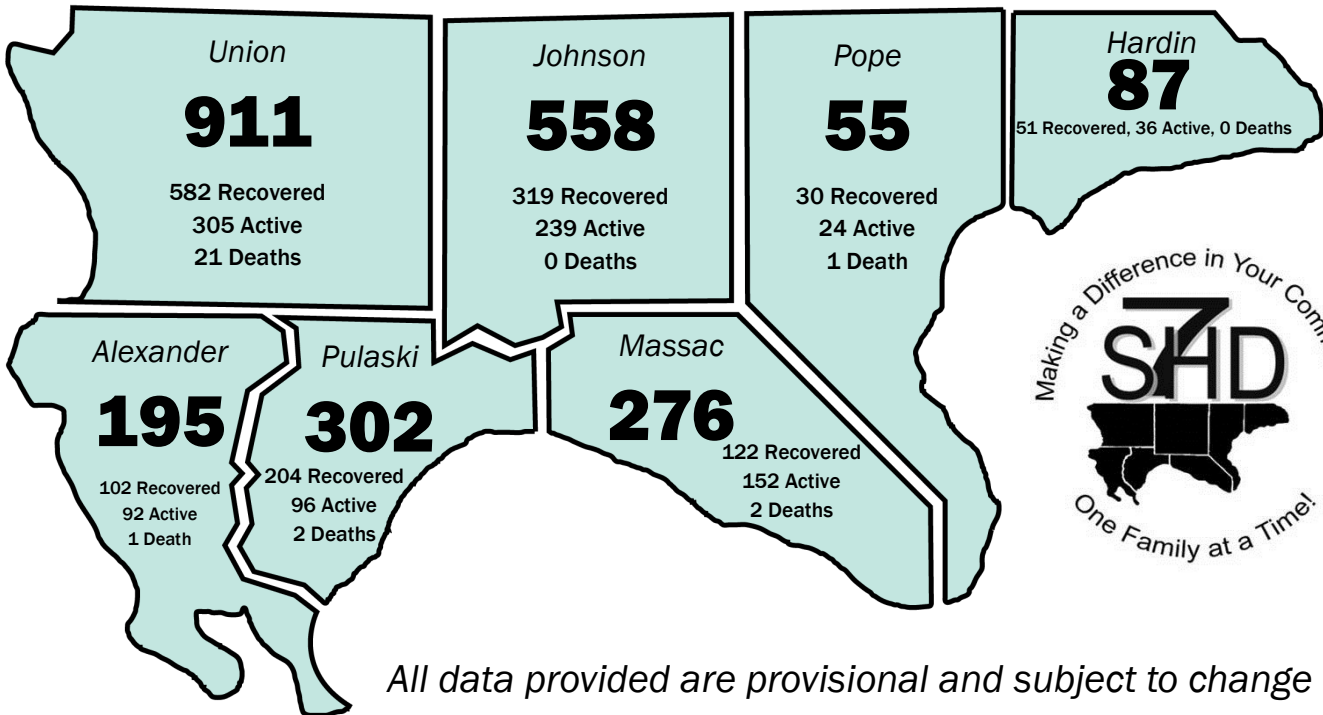 Union
911
582 Recovered
305 Active
21 Deaths
Johnson
558
319 Recovered
239 Active
0 Deaths
Pope
55
30 Recovered
24 Active
1 Death
Hardin
87
51 Recovered, 36 Active, 0 Deaths
Alexander
195
102 Recovered
92 Active
1 Death
Pulaski
302
204 Recovered
96 Active
2 Deaths
Massac
276
122 Recovered
152 Active
2 Deaths
Making a Difference in Your
S7HD
One Family at a Time!
All data provided are provisional and subject to change